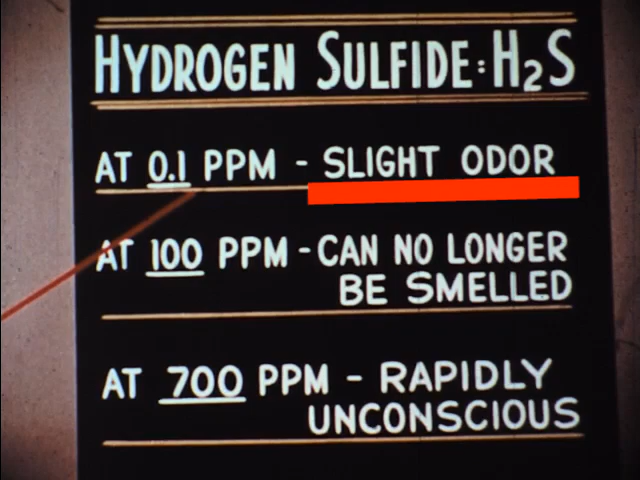 HYDROGEN SULFIDE: H2S
AT 0.1 PPM - SLIGHT ODOR
AT 100 PPM - CAN NO LONGER
BE SMELLED
AT 700 PPM - RAPIDLY
UNCONSCIOUS